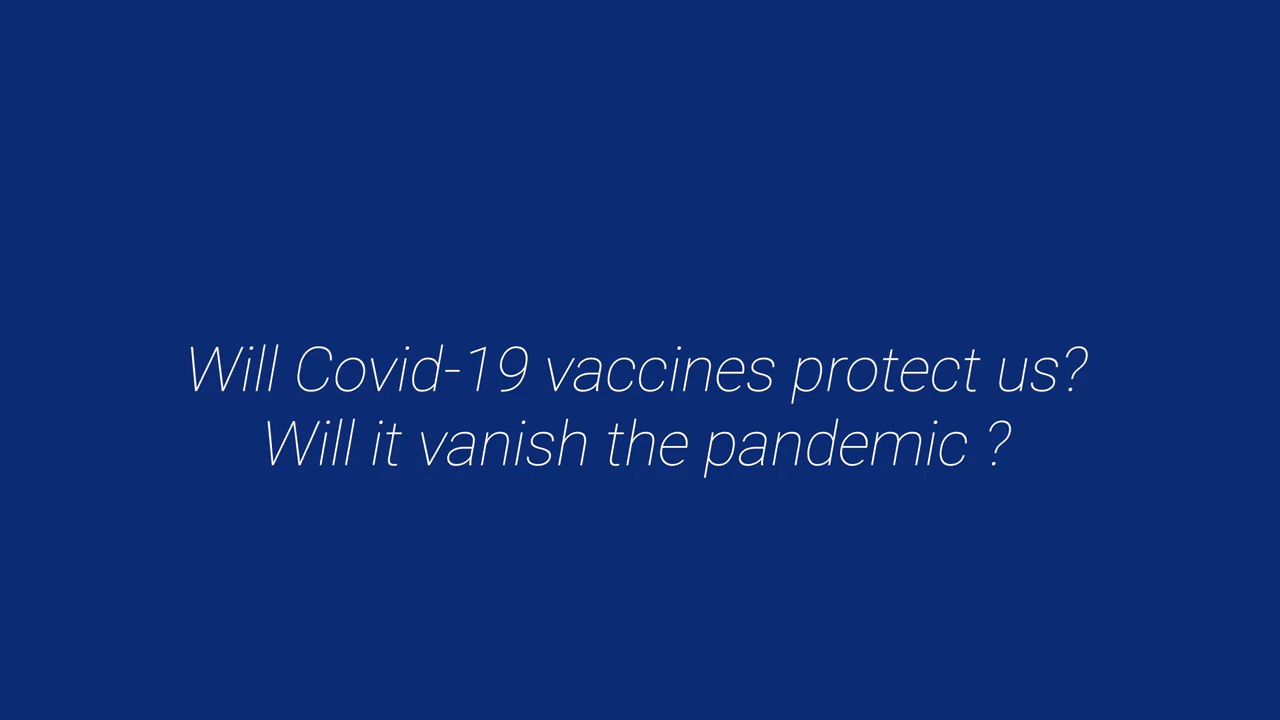 Will Covid-19 vaccines protect us?
Will it vanish the pandemic ?